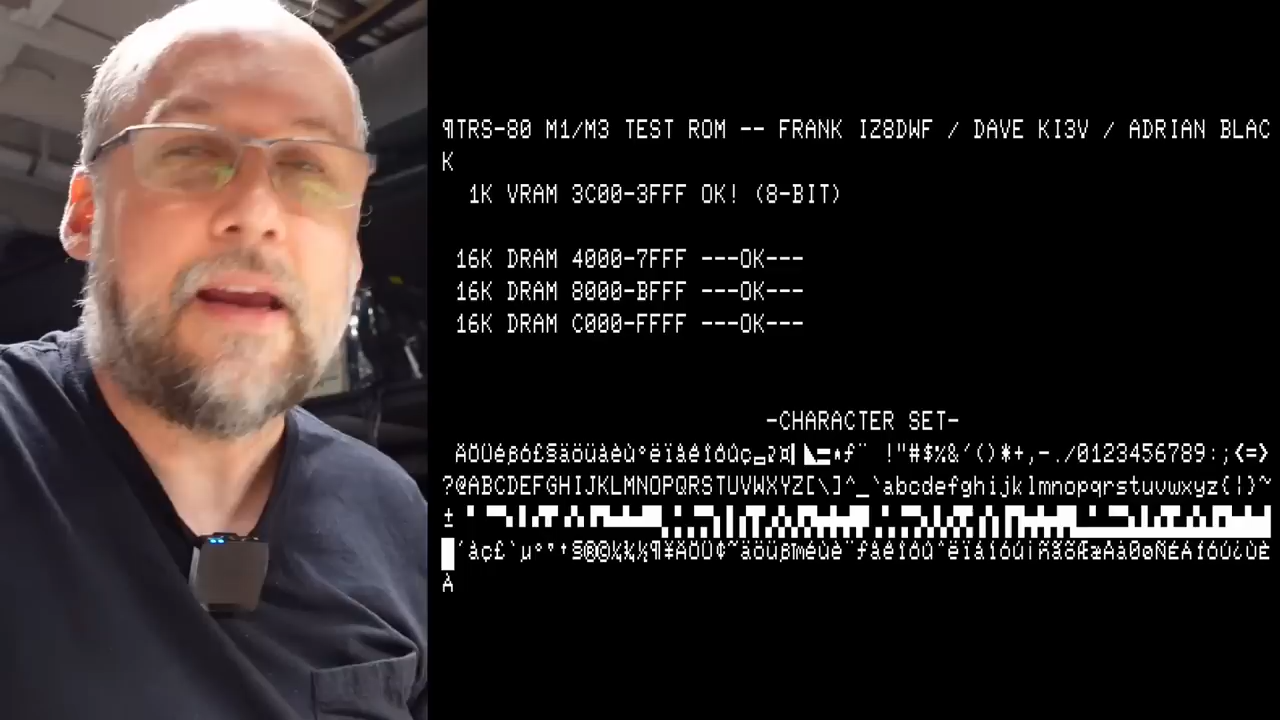 ¶TRS-80 M1/M3 TEST ROM -- FRANK IZ8DWF / DAVE KI3V / ADRIAN BLAC
K
1K VRAM 3C00-3FFF OK! (8-BIT)
16K DRAM 4000-7FFF ---OK---
16K DRAM 8000-BFFF ---OK---
16K DRAM C000-FFFF ---OK---
-CHARACTER SET-
!"#$%&´()*+,-./0123456789:;<=>
?@ABCDEFGHIJKLMNOPQRSTUVWXYZ[\]^_`abcdefghijklmnopqrstuvwxyz{|}~
±
À